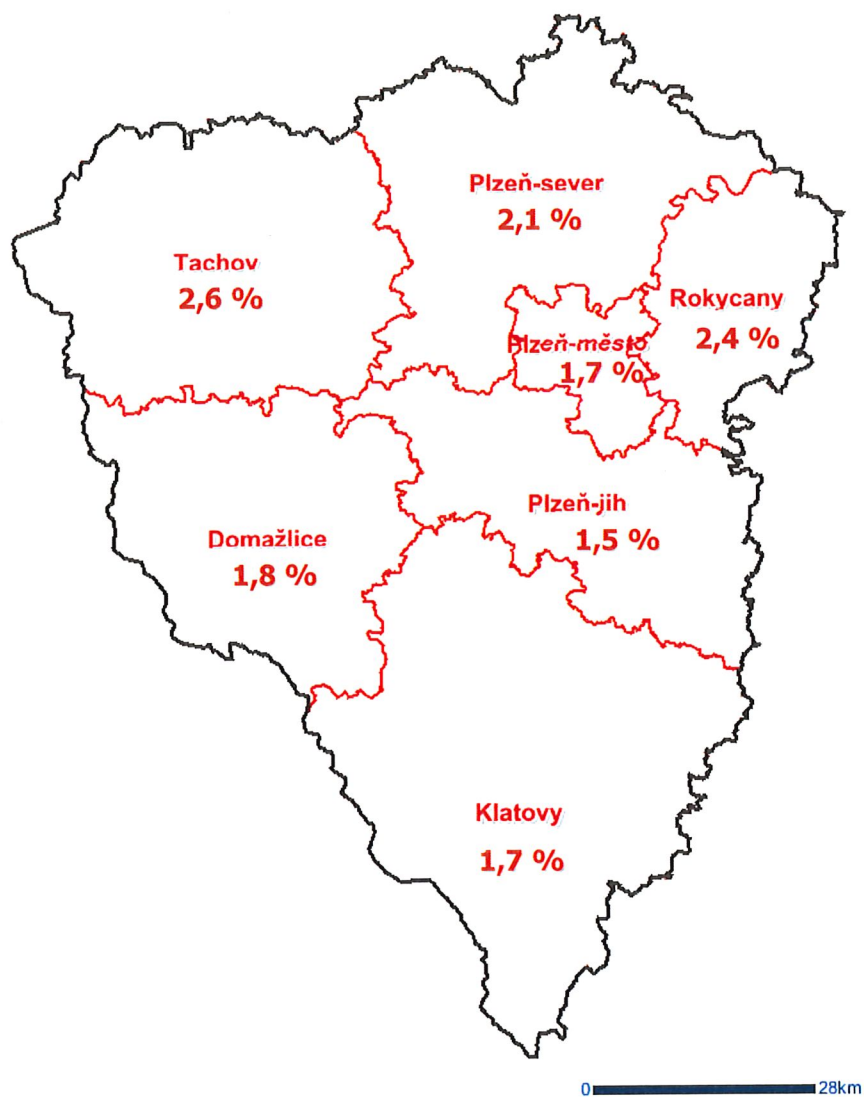 Plzeň-sever
2,1 %
Tachov
2,6 %
Rokycany
2,4 %
Plzeň-město
1,7 %
Plzeň-jih
1,5 %
Domažlice
1,8 %
Klatovy
1,7 %
0 28km